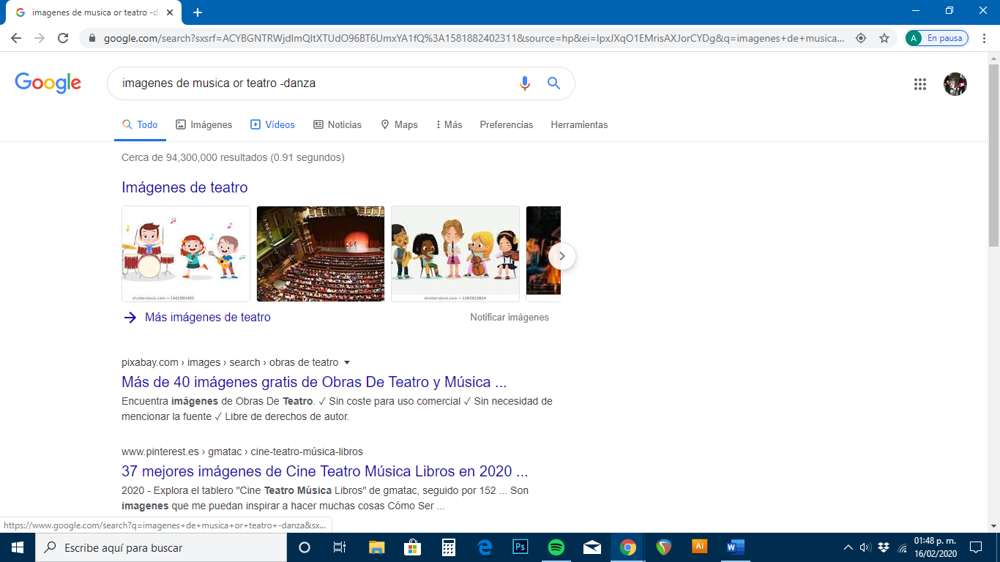 imagenes de musica or teatro -da
google.com/search?sxsrf=ACYBGNTRWjdImQltXTUdO96BT6UmxYA1fQ%3A1581882402311&source=hp&ei=IpxJXqO1EMrisAXJorCYDg&q=imagenes+de+musica...
A En pausa
Google
imagenes de musica or teatro -danza
Todo Imágenes Vídeos Noticias Maps Más Preferencias Herramientas
Cerca de 94,300,000 resultados (0.91 segundos)
Imágenes de teatro
shutterstock.com • 1442985485
shutterstock.com • 1160923924
Más imágenes de teatro
Notificar imágenes
pixabay.com › images › search › obras de teatro
Más de 40 imágenes gratis de Obras De Teatro y Música ...
Encuentra imágenes de Obras De Teatro. ✓ Sin coste para uso comercial ✓ Sin necesidad de
mencionar la fuente ✓ Libre de derechos de autor.
www.pinterest.es › gmatac › cine-teatro-música-libros
37 mejores imágenes de Cine Teatro Música Libros en 2020 ...
2020 - Explora el tablero "Cine Teatro Música Libros" de gmatac, seguido por 152 ... Son
imagenes que me puedan inspirar a hacer muchas cosas Cómo Ser ...
https://www.google.com/search?q=imagenes+de+musica+or+teatro+-danza&sx...
Escribe aquí para buscar
Ps
Ai
W
01:48 p. m.
16/02/2020